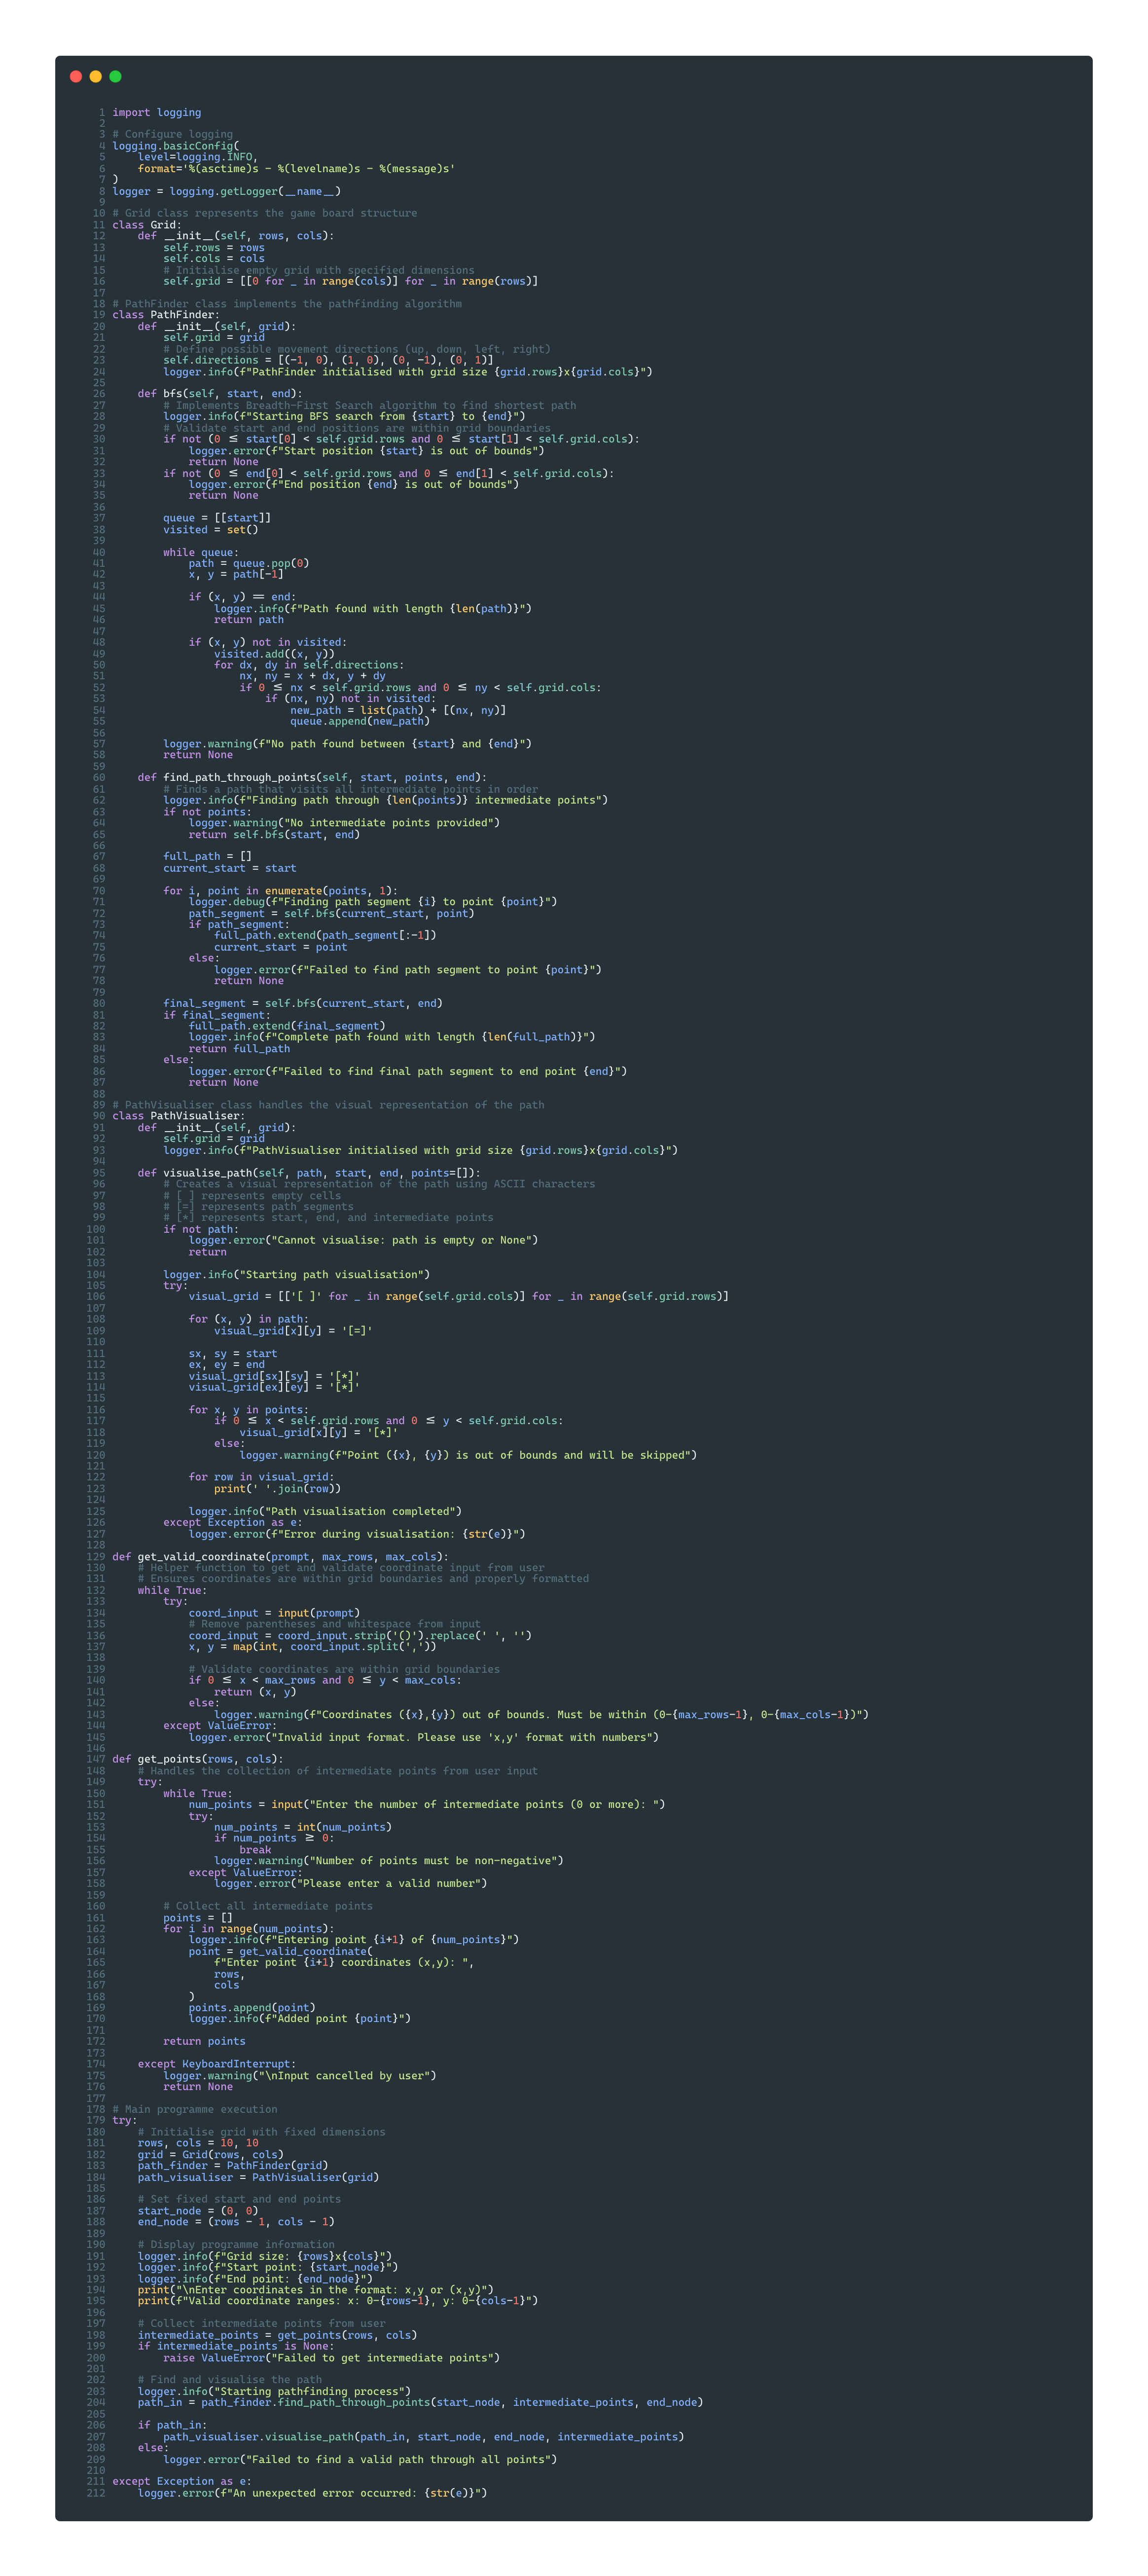 1 import logging
2
3 # Configure logging
4 logging.basicConfig(
5     level=logging.INFO,
6     format='%(asctime)s - %(levelname)s - %(message)s'
7 )
8 logger = logging.getLogger(__name__)
9
10 # Grid class represents the game board structure
11 class Grid:
12     def __init__(self, rows, cols):
13         self.rows = rows
14         self.cols = cols
15         # Initialise empty grid with specified dimensions
16         self.grid = [[0 for _ in range(cols)] for _ in range(rows)]
17
18 # PathFinder class implements the pathfinding algorithm
19 class PathFinder:
20     def __init__(self, grid):
21         self.grid = grid
22         # Define possible movement directions (up, down, left, right)
23         self.directions = [(-1, 0), (1, 0), (0, -1), (0, 1)]
24         logger.info(f"PathFinder initialised with grid size {grid.rows}x{grid.cols}")
25
26     def bfs(self, start, end):
27         # Implements Breadth-First Search algorithm to find shortest path
28         logger.info(f"Starting BFS search from {start} to {end}")
29         # Validate start and end positions are within grid boundaries
30         if not (0 ≤ start[0] < self.grid.rows and 0 ≤ start[1] < self.grid.cols):
31             logger.error(f"Start position {start} is out of bounds")
32             return None
33         if not (0 ≤ end[0] < self.grid.rows and 0 ≤ end[1] < self.grid.cols):
34             logger.error(f"End position {end} is out of bounds")
35             return None
36
37         queue = [[start]]
38         visited = set()
39
40         while queue:
41             path = queue.pop(0)
42             x, y = path[-1]
43
44             if (x, y) == end:
45                 logger.info(f"Path found with length {len(path)}")
46                 return path
47
48             if (x, y) not in visited:
49                 visited.add((x, y))
50                 for dx, dy in self.directions:
51                     nx, ny = x + dx, y + dy
52                     if 0 ≤ nx < self.grid.rows and 0 ≤ ny < self.grid.cols:
53                         if (nx, ny) not in visited:
54                             new_path = list(path) + [(nx, ny)]
55                             queue.append(new_path)
56
57         logger.warning(f"No path found between {start} and {end}")
58         return None
59
60     def find_path_through_points(self, start, points, end):
61         # Finds a path that visits all intermediate points in order
62         logger.info(f"Finding path through {len(points)} intermediate points")
63         if not points:
64             logger.warning("No intermediate points provided")
65             return self.bfs(start, end)
66
67         full_path = []
68         current_start = start
69
70         for i, point in enumerate(points, 1):
71             logger.debug(f"Finding path segment {i} to point {point}")
72             path_segment = self.bfs(current_start, point)
73             if path_segment:
74                 full_path.extend(path_segment[:-1])
75                 current_start = point
76             else:
77                 logger.error(f"Failed to find path segment to point {point}")
78                 return None
79
80         final_segment = self.bfs(current_start, end)
81         if final_segment:
82             full_path.extend(final_segment)
83             logger.info(f"Complete path found with length {len(full_path)}")
84             return full_path
85         else:
86             logger.error(f"Failed to find final path segment to end point {end}")
87             return None
88
89 # PathVisualiser class handles the visual representation of the path
90 class PathVisualiser:
91     def __init__(self, grid):
92         self.grid = grid
93         logger.info(f"PathVisualiser initialised with grid size {grid.rows}x{grid.cols}")
94
95     def visualise_path(self, path, start, end, points=[]):
96         # Creates a visual representation of the path using ASCII characters
97         # [ ] represents empty cells
98         # [=] represents path segments
99         # [*] represents start, end, and intermediate points
100         if not path:
101             logger.error("Cannot visualise: path is empty or None")
102             return
103
104         logger.info("Starting path visualisation")
105         try:
106             visual_grid = [['[ ]' for _ in range(self.grid.cols)] for _ in range(self.grid.rows)]
107
108             for (x, y) in path:
109                 visual_grid[x][y] = '[=]'
110
111             sx, sy = start
112             ex, ey = end
113             visual_grid[sx][sy] = '[*]'
114             visual_grid[ex][ey] = '[*]'
115
116             for x, y in points:
117                 if 0 ≤ x < self.grid.rows and 0 ≤ y < self.grid.cols:
118                     visual_grid[x][y] = '[*]'
119                 else:
120                     logger.warning(f"Point ({x}, {y}) is out of bounds and will be skipped")
121
122             for row in visual_grid:
123                 print(' '.join(row))
124
125             logger.info("Path visualisation completed")
126         except Exception as e:
127             logger.error(f"Error during visualisation: {str(e)}")
128
129 def get_valid_coordinate(prompt, max_rows, max_cols):
130     # Helper function to get and validate coordinate input from user
131     # Ensures coordinates are within grid boundaries and properly formatted
132     while True:
133         try:
134             coord_input = input(prompt)
135             # Remove parentheses and whitespace from input
136             coord_input = coord_input.strip('()').replace(' ', '')
137             x, y = map(int, coord_input.split(','))
138
139             # Validate coordinates are within grid boundaries
140             if 0 ≤ x < max_rows and 0 ≤ y < max_cols:
141                 return (x, y)
142             else:
143                 logger.warning(f"Coordinates ({x},{y}) out of bounds. Must be within (0-{max_rows-1}, 0-{max_cols-1})")
144         except ValueError:
145             logger.error("Invalid input format. Please use 'x,y' format with numbers")
146
147 def get_points(rows, cols):
148     # Handles the collection of intermediate points from user input
149     try:
150         while True:
151             num_points = input("Enter the number of intermediate points (0 or more): ")
152             try:
153                 num_points = int(num_points)
154                 if num_points ≥ 0:
155                     break
156                 logger.warning("Number of points must be non-negative")
157             except ValueError:
158                 logger.error("Please enter a valid number")
159
160         # Collect all intermediate points
161         points = []
162         for i in range(num_points):
163             logger.info(f"Entering point {i+1} of {num_points}")
164             point = get_valid_coordinate(
165                 f"Enter point {i+1} coordinates (x,y): ",
166                 rows,
167                 cols
168             )
169             points.append(point)
170             logger.info(f"Added point {point}")
171
172         return points
173
174     except KeyboardInterrupt:
175         logger.warning("\nInput cancelled by user")
176         return None
177
178 # Main programme execution
179 try:
180     # Initialise grid with fixed dimensions
181     rows, cols = 10, 10
182     grid = Grid(rows, cols)
183     path_finder = PathFinder(grid)
184     path_visualiser = PathVisualiser(grid)
185
186     # Set fixed start and end points
187     start_node = (0, 0)
188     end_node = (rows - 1, cols - 1)
189
190     # Display programme information
191     logger.info(f"Grid size: {rows}x{cols}")
192     logger.info(f"Start point: {start_node}")
193     logger.info(f"End point: {end_node}")
194     print("\nEnter coordinates in the format: x,y or (x,y)")
195     print(f"Valid coordinate ranges: x: 0-{rows-1}, y: 0-{cols-1}")
196
197     # Collect intermediate points from user
198     intermediate_points = get_points(rows, cols)
199     if intermediate_points is None:
200         raise ValueError("Failed to get intermediate points")
201
202     # Find and visualise the path
203     logger.info("Starting pathfinding process")
204     path_in = path_finder.find_path_through_points(start_node, intermediate_points, end_node)
205
206     if path_in:
207         path_visualiser.visualise_path(path_in, start_node, end_node, intermediate_points)
208     else:
209         logger.error("Failed to find a valid path through all points")
210
211 except Exception as e:
212     logger.error(f"An unexpected error occurred: {str(e)}")